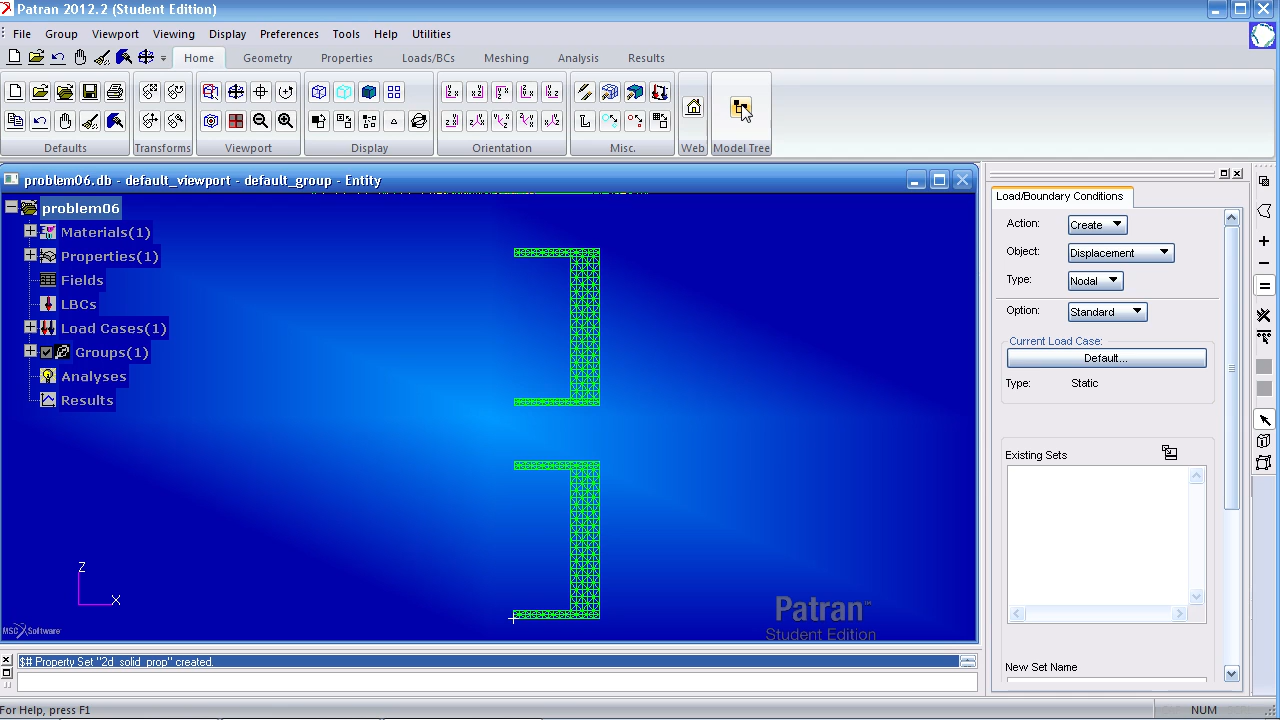 Patran 2012.2 (Student Edition)
File Group Viewport Viewing Display Preferences Tools Help Utilities
Home Geometry Properties Loads/BCs Meshing Analysis Results
Defaults Transforms Viewport Display Orientation Misc. Web Model Tree
problem06.db - default_viewport - default_group - Entity
problem06
Materials(1)
Properties(1)
Fields
LBCs
Load Cases(1)
Groups(1)
Analyses
Results
Z
X
MSC Software
Patran™
Student Edition
Load/Boundary Conditions
Action: Create
Object: Displacement
Type: Nodal
Option: Standard
Current Load Case:
Default...
Type: Static
Existing Sets
New Set Name
$# Property Set "2d_solid_prop" created.
For Help, press F1
NUM